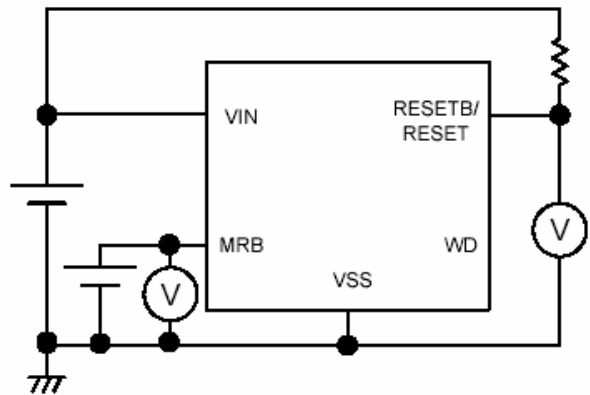 VIN
RESETB/
RESET
MRB
WD
VSS
V
V